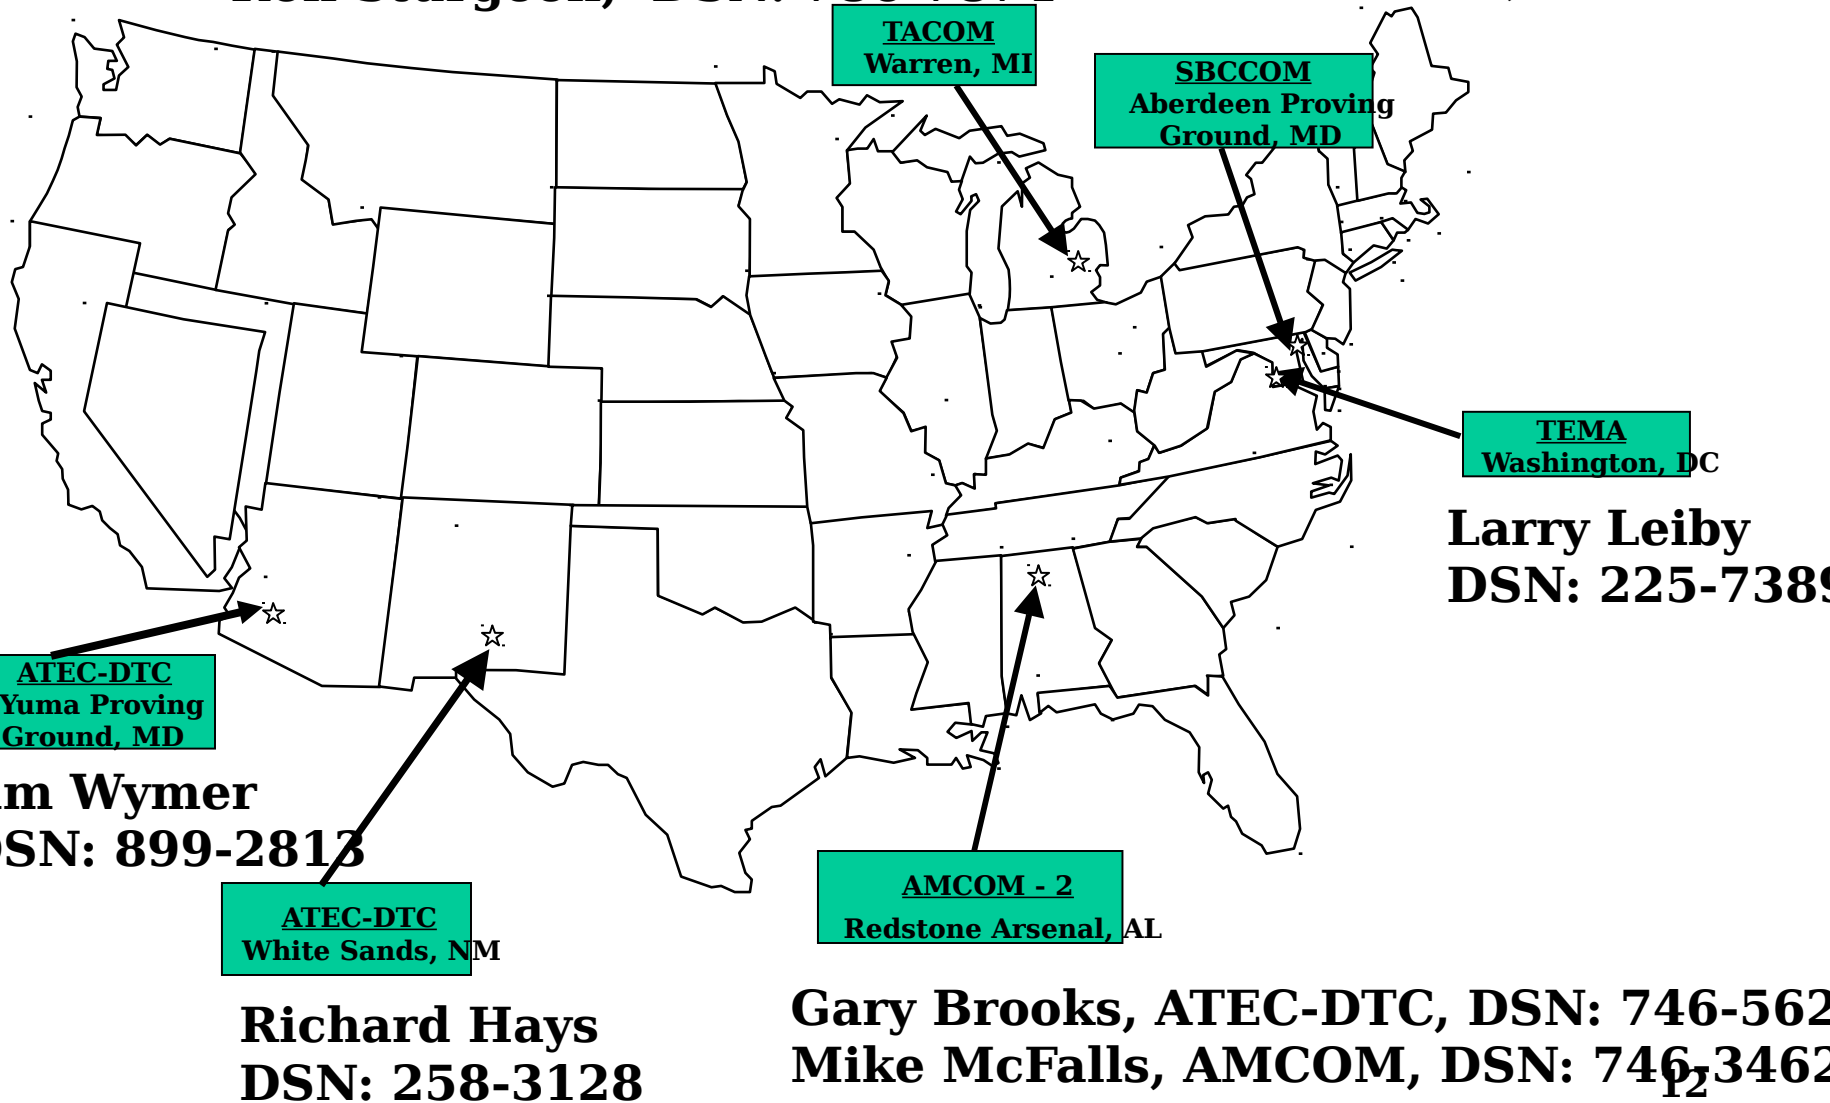 TACOM
Warren, MI
SBCCOM
Aberdeen Proving
Ground, MD
TEMA
Washington, DC
Larry Leiby
DSN: 225-7389
ATEC-DTC
Yuma Proving
Ground, MD
Wymer
DSN: 899-2813
ATEC-DTC
White Sands, NM
Richard Hays
DSN: 258-3128
AMCOM - 2
Redstone Arsenal, AL
Gary Brooks, ATEC-DTC, DSN: 746-562
Mike McFalls, AMCOM, DSN: 746-3462
12